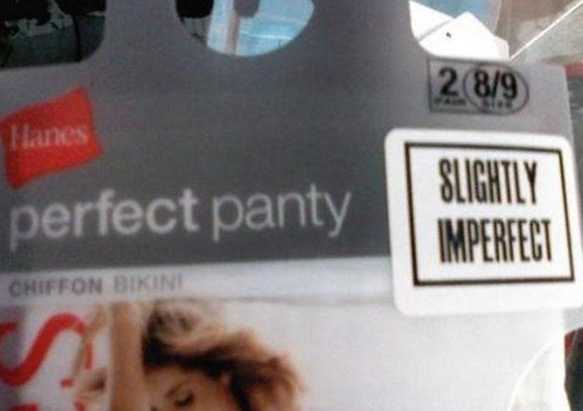 2 8/9
PAIR SIZE
Hanes
SLIGHTLY
IMPERFECT
perfect panty
CHIFFON BIKINI